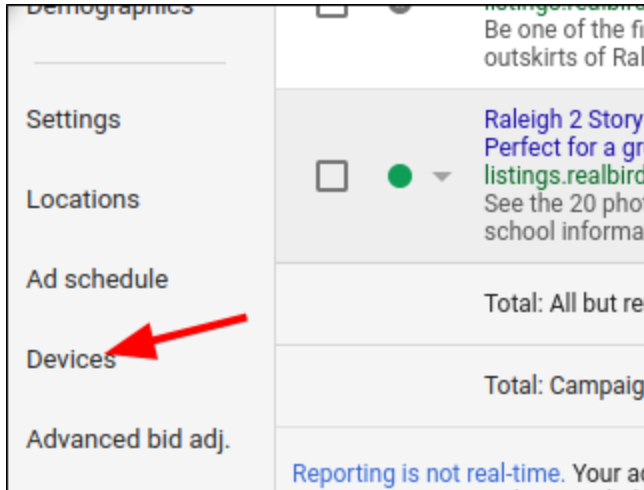 Demographics
Settings
Locations
Ad schedule
Devices
Advanced bid adj.
Be one of the fi
outskirts of Ral
Raleigh 2 Story
Perfect for a gr
listings.realbird
See the 20 phot
school informa
Total: All but re
Total: Campaig
Reporting is not real-time. Your ad